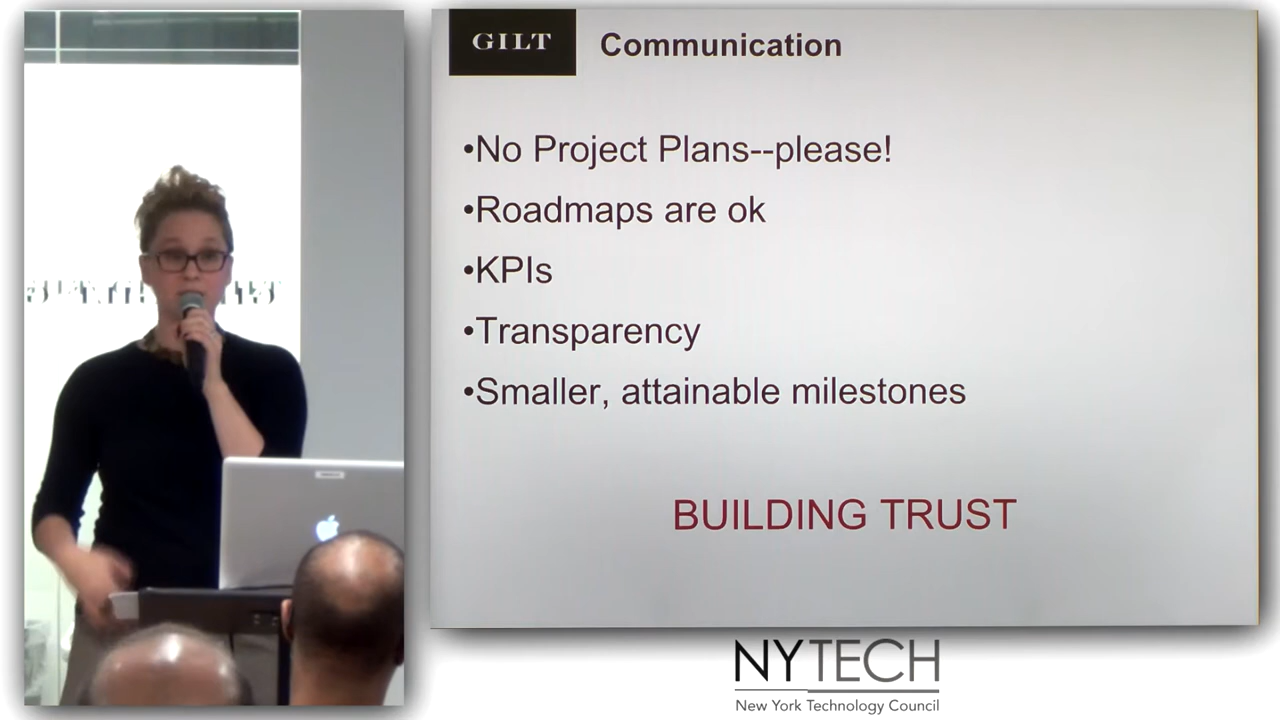 GILT
Communication
•No Project Plans--please!
•Roadmaps are ok
•KPIs
•Transparency
•Smaller, attainable milestones
BUILDING TRUST
NYTECH
New York Technology Council